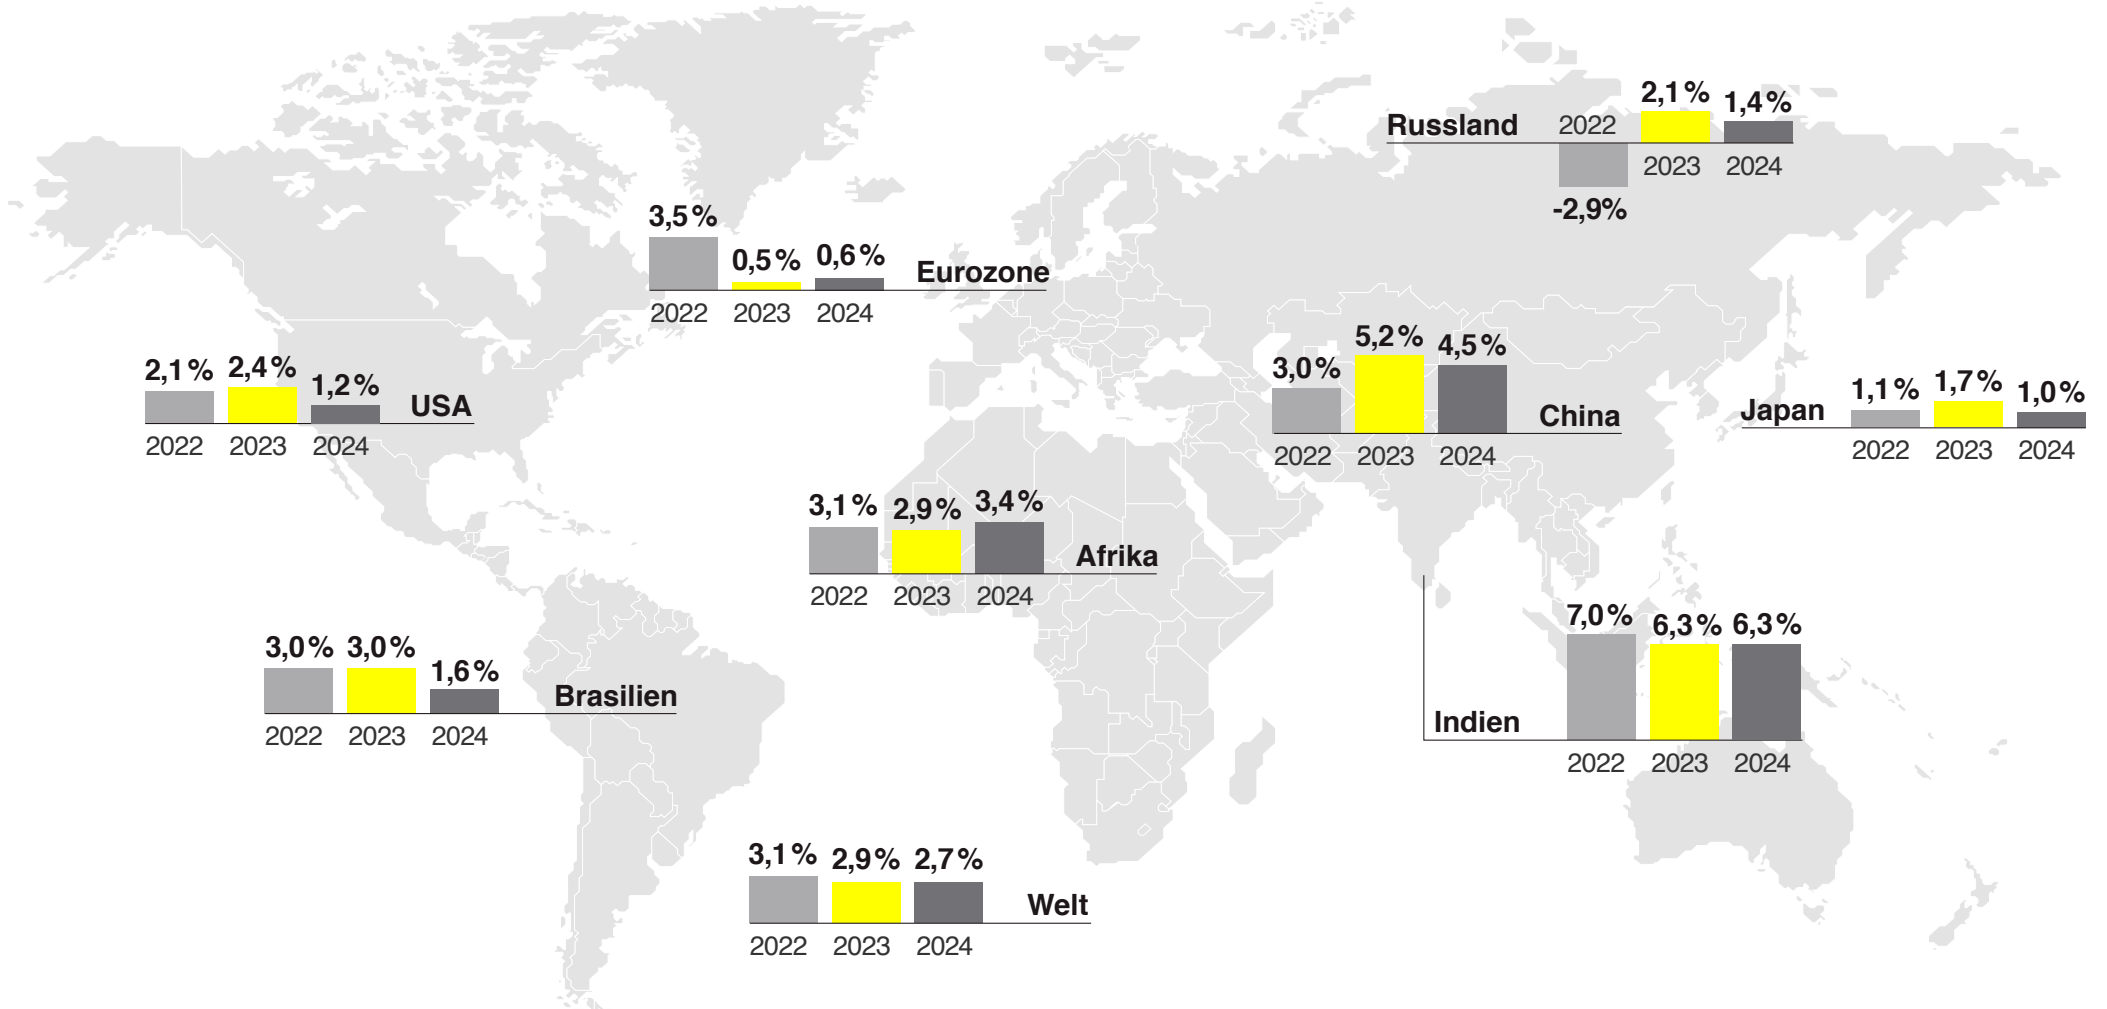 Russland 2022 2,1% 1,4%
2023 2024
-2,9%
3,5% 0,5% 0,6% Eurozone
2022 2023 2024
2,1% 2,4% 1,2% USA
2022 2023 2024
3,0% 5,2% 4,5% China
2022 2023 2024
Japan 1,1% 1,7% 1,0%
2022 2023 2024
3,1% 2,9% 3,4% Afrika
2022 2023 2024
3,0% 3,0% 1,6% Brasilien
2022 2023 2024
Indien 7,0% 6,3% 6,3%
2022 2023 2024
3,1% 2,9% 2,7% Welt
2022 2023 2024